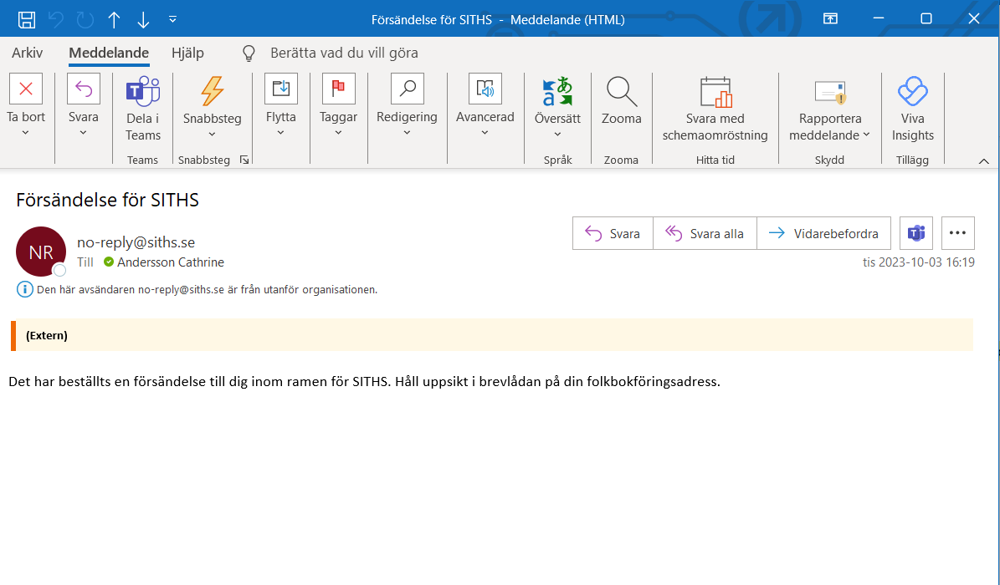 Försändelse för SITHS - Meddelande (HTML)
Arkiv Meddelande Hjälp Berätta vad du vill göra
Ta bort Svara Dela i Teams Snabbsteg Flytta Taggar Redigering Avancerad Översätt Zooma Svara med schemaomröstning Rapportera meddelande Viva Insights
Teams Snabbsteg Språk Zooma Hitta tid Skydd Tillägg
Försändelse för SITHS
NR
no-reply@siths.se
Till Andersson Cathrine
Svara Svara alla Vidarebefordra
tis 2023-10-03 16:19
Den här avsändaren no-reply@siths.se är från utanför organisationen.
(Extern)
Det har beställts en försändelse till dig inom ramen för SITHS. Håll uppsikt i brevlådan på din folkbokföringsadress.